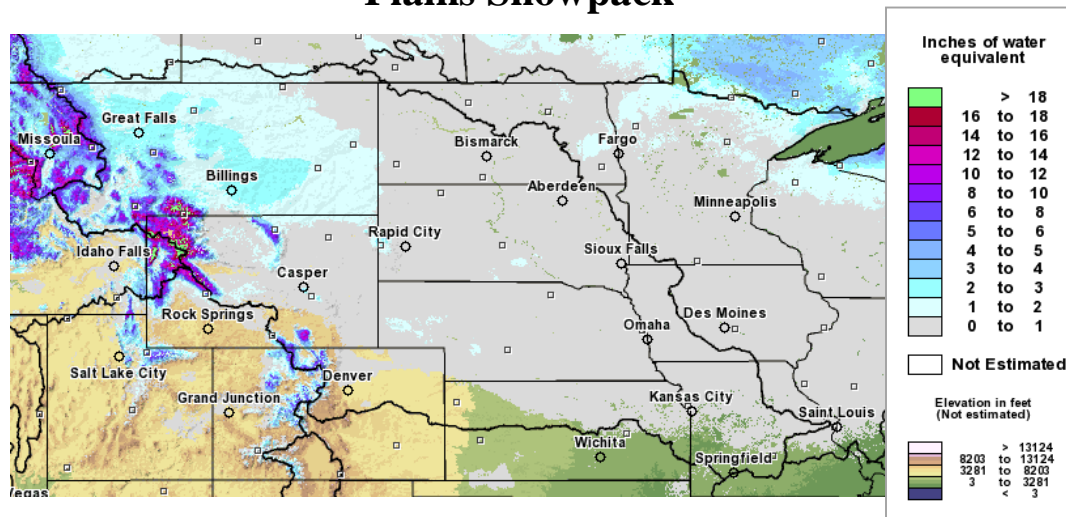 Plains Snowpack
Great Falls
Missoula
Billings
Bismarck
Fargo
Aberdeen
Minneapolis
Rapid City
Sioux Falls
Idaho Falls
Casper
Rock Springs
Omaha
Des Moines
Salt Lake City
Denver
Grand Junction
Kansas City
Saint Louis
Wichita
Springfield
Vegas
Inches of water
equivalent
> 18
16 to 18
14 to 16
12 to 14
10 to 12
8 to 10
6 to 8
5 to 6
4 to 5
3 to 4
2 to 3
1 to 2
0 to 1
Not Estimated
Elevation in feet
(Not estimated)
> 13124
8203 to 13124
3281 to 8203
3 to 3281
< 3